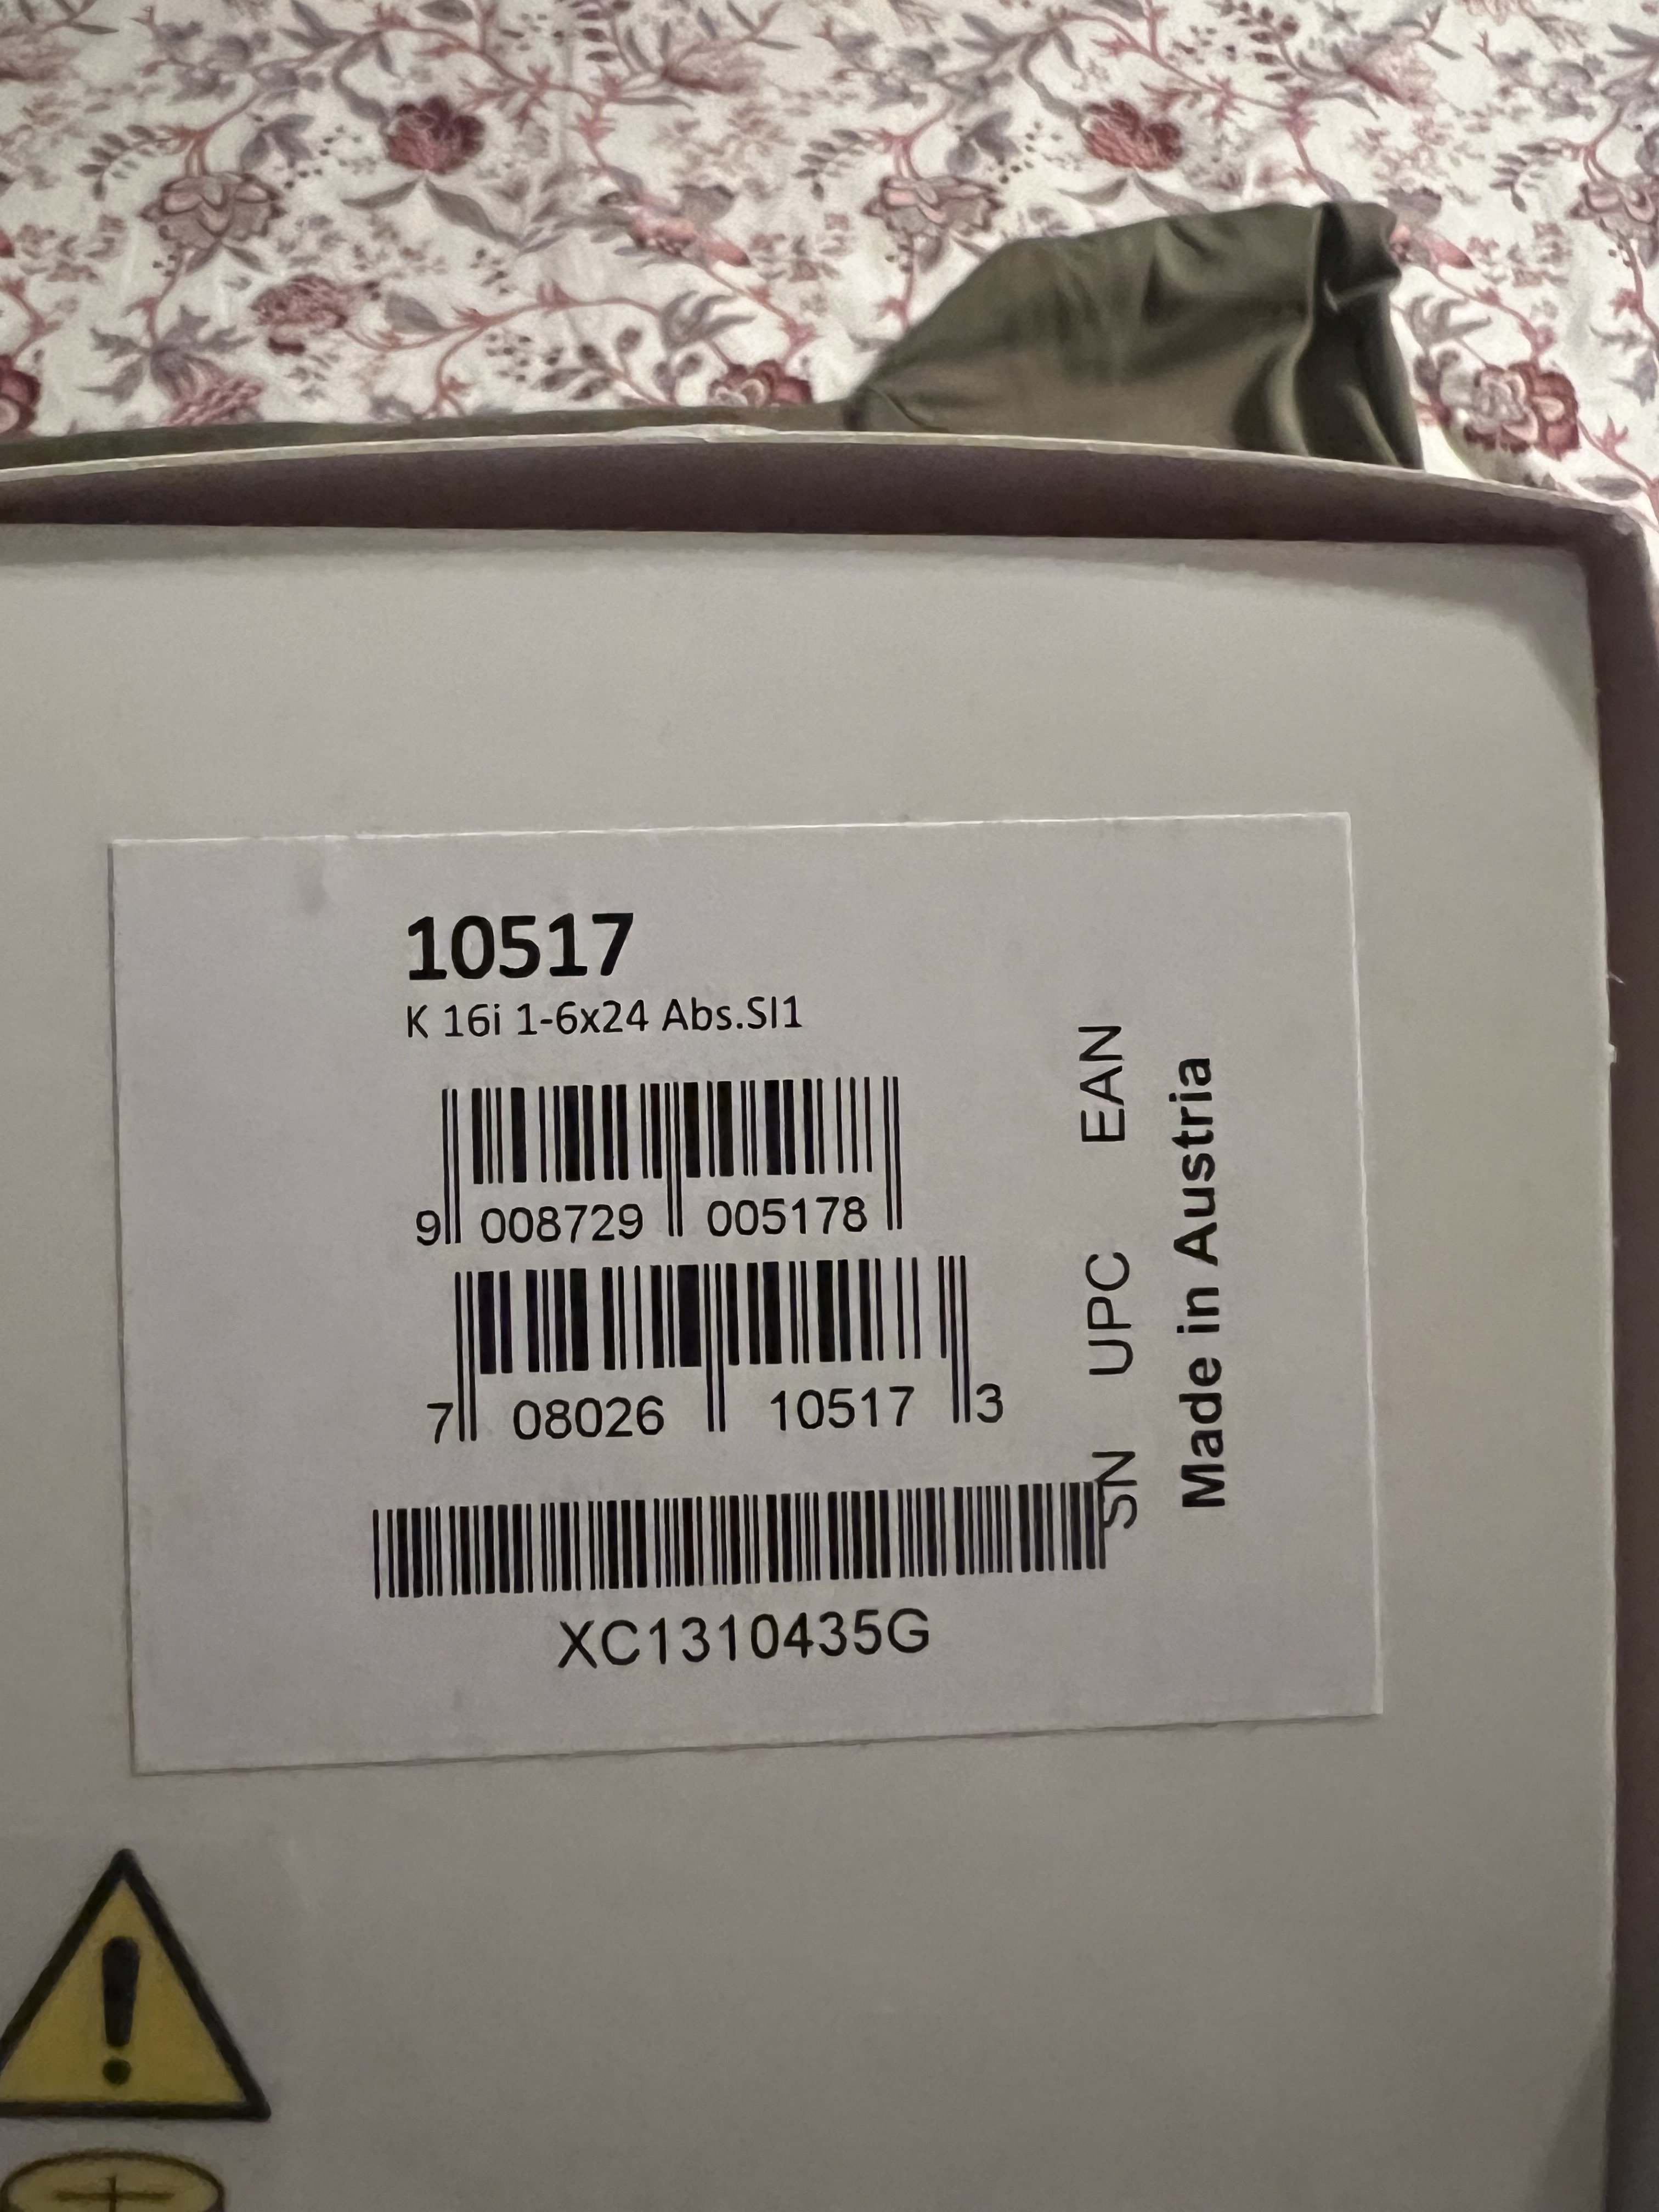 10517
K 16i 1-6x24 Abs.SI1
9 008729 005178
EAN
7 08026 10517 3
UPC
SN
XC1310435G
Made in Austria